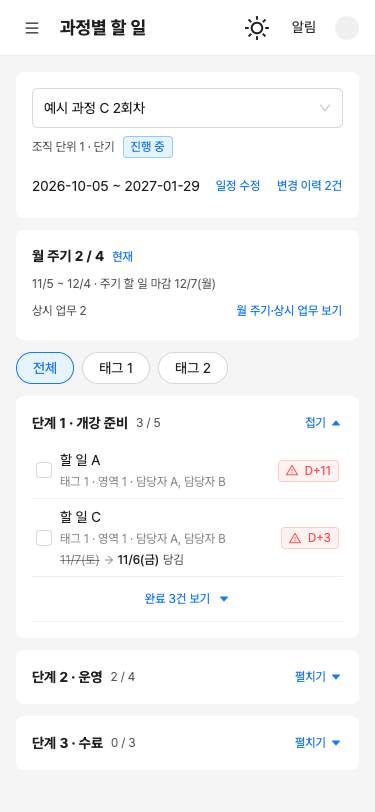 과정별 할 일 알림
예시 과정 C 2회차
조직 단위 1 · 단기 진행 중
2026-10-05 ~ 2027-01-29 일정 수정 변경 이력 2건
월 주기 2 / 4 현재
11/5 ~ 12/4 · 주기 할 일 마감 12/7(월)
상시 업무 2 월 주기·상시 업무 보기
전체 태그 1 태그 2
단계 1 · 개강 준비 3 / 5 접기
할 일 A
태그 1 · 영역 1 · 담당자 A, 담당자 B D+11
할 일 C
태그 1 · 영역 1 · 담당자 A, 담당자 B D+3
11/7(토) → 11/6(금) 당김
완료 3건 보기
단계 2 · 운영 2 / 4 펼치기
단계 3 · 수료 0 / 3 펼치기